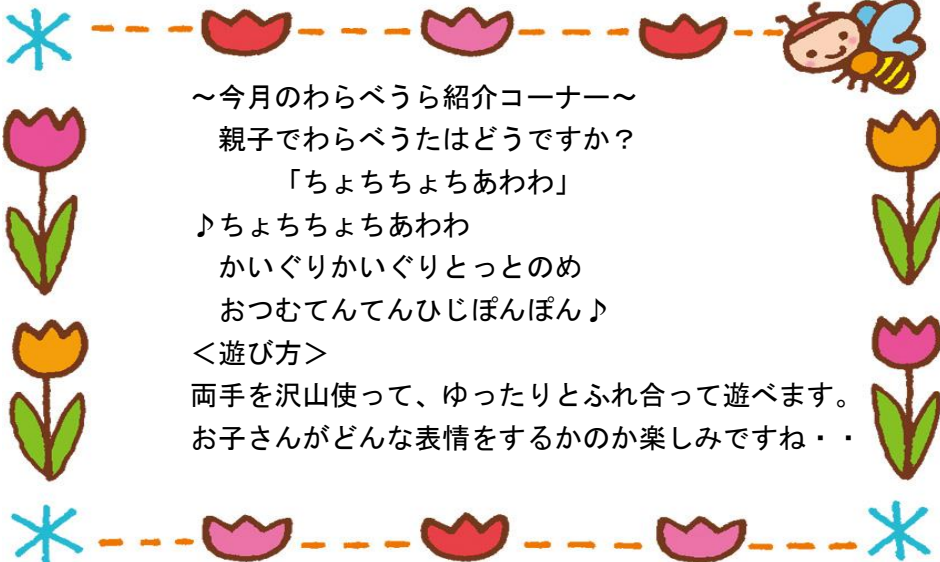 ～今月のわらべうら紹介コーナー～
親子でわらべうたはどうですか？
「ちょちちょちあわわ」
♪ちょちちょちあわわ
かいぐりかいぐりとっとのめ
おつむてんてんひじぽんぽん♪
＜遊び方＞
両手を沢山使って、ゆったりとふれ合って遊べます。
お子さんがどんな表情をするかのか楽しみですね・・